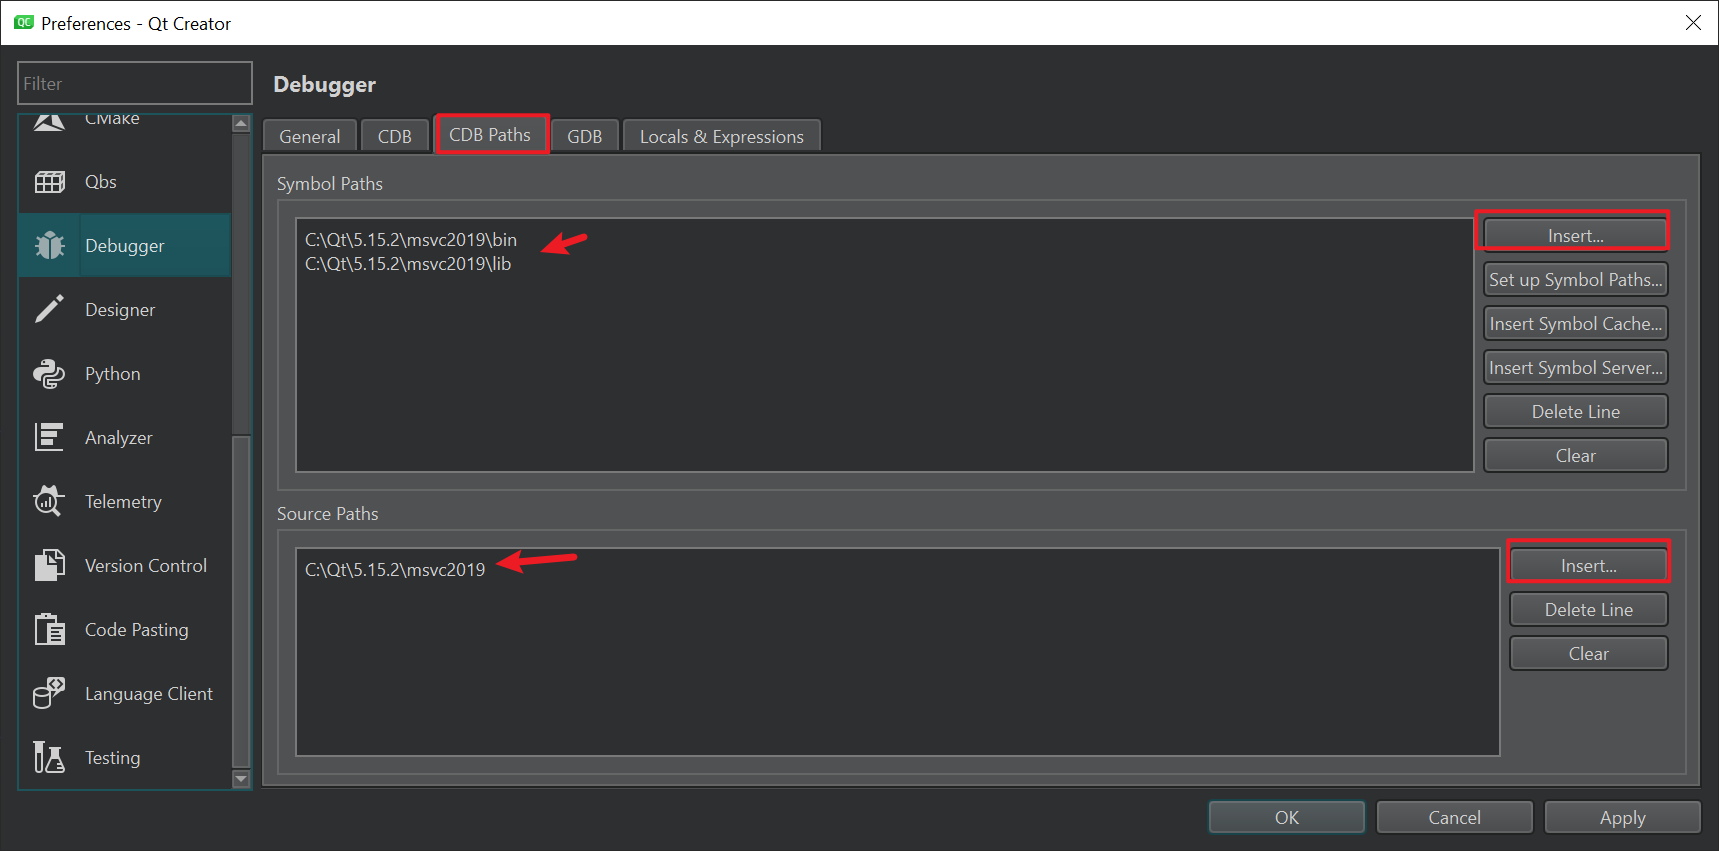 QC Preferences - Qt Creator
Filter
CMake
Qbs
Debugger
Designer
Python
Analyzer
Telemetry
Version Control
Code Pasting
Language Client
Testing
Debugger
General
CDB
CDB Paths
GDB
Locals & Expressions
Symbol Paths
C:\Qt\5.15.2\msvc2019\bin
C:\Qt\5.15.2\msvc2019\lib
Insert...
Set up Symbol Paths...
Insert Symbol Cache...
Insert Symbol Server...
Delete Line
Clear
Source Paths
C:\Qt\5.15.2\msvc2019
Insert...
Delete Line
Clear
OK
Cancel
Apply